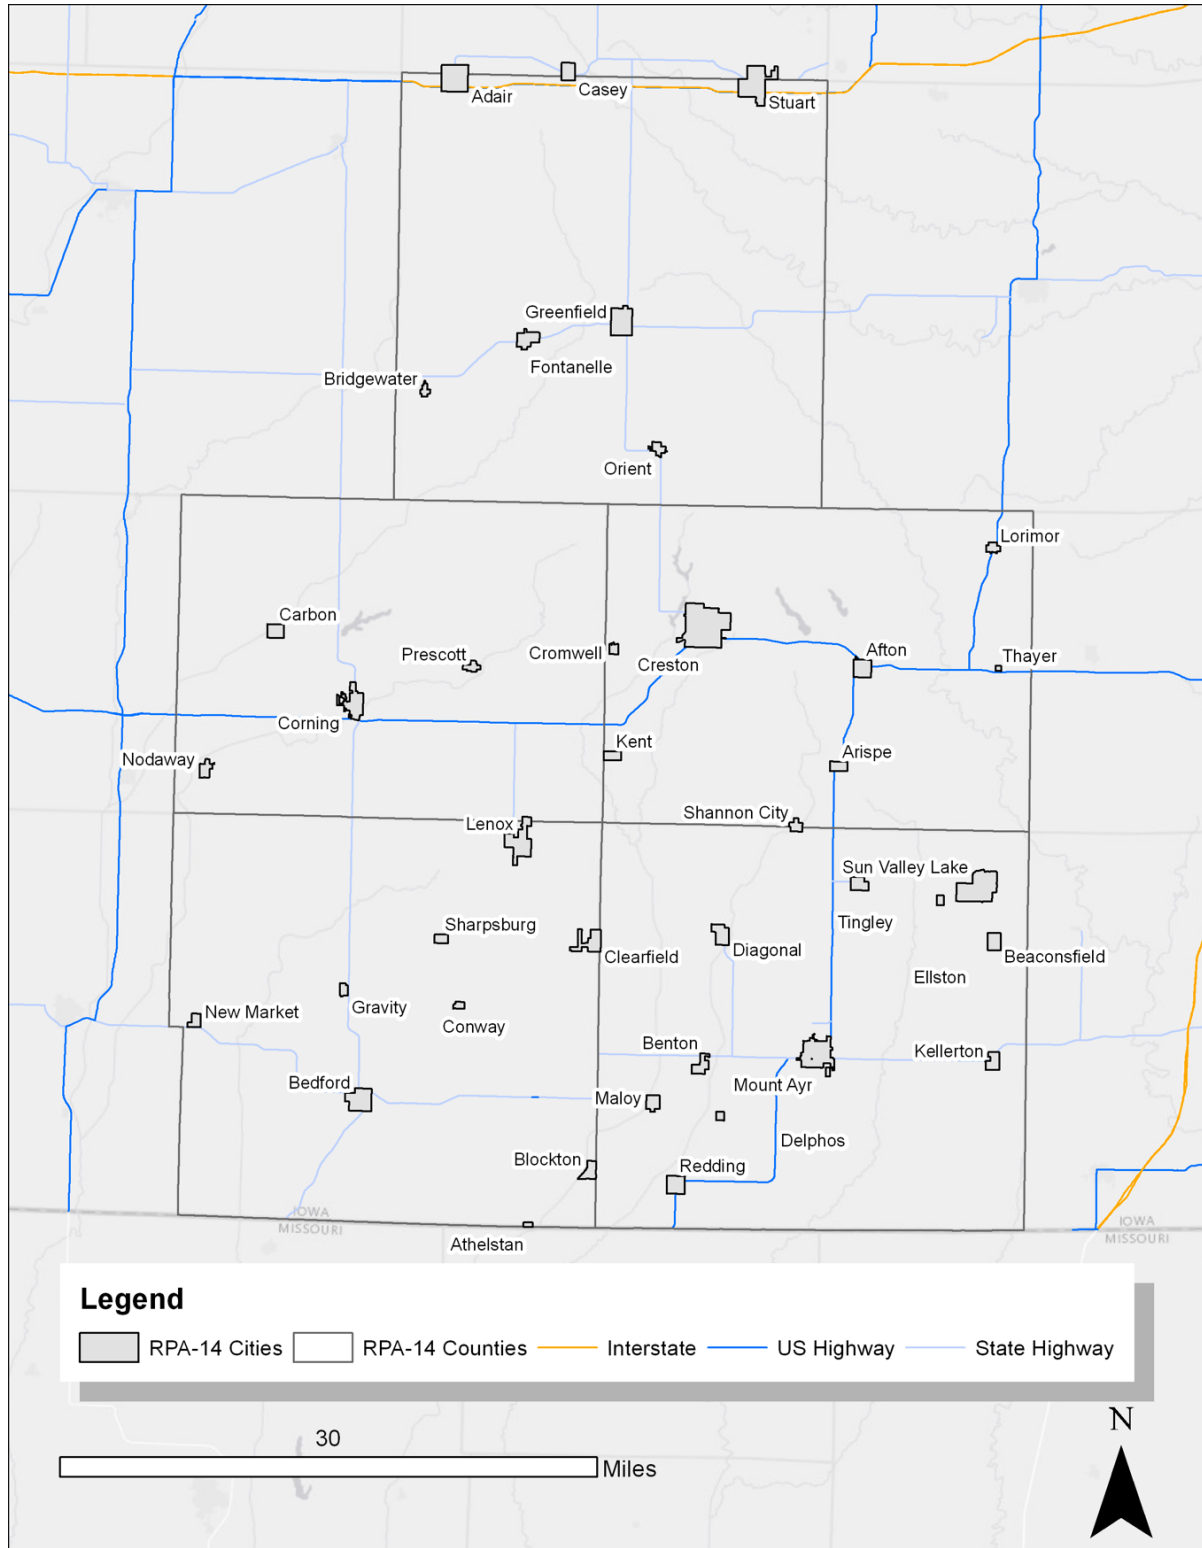 Adair
Casey
Stuart
Greenfield
Fontanelle
Bridgewater
Orient
Lorimor
Carbon
Prescott
Cromwell
Creston
Afton
Thayer
Corning
Nodaway
Kent
Arispe
Shannon City
Lenox
Sun Valley Lake
Sharpsburg
Tingley
Clearfield
Diagonal
Beaconsfield
Ellston
Gravity
New Market
Conway
Benton
Kellerton
Bedford
Mount Ayr
Maloy
Delphos
Blockton
Redding
IOWA
MISSOURI
IOWA
MISSOURI
Athelstan
Legend
RPA-14 Cities RPA-14 Counties Interstate US Highway State Highway
30
Miles
N